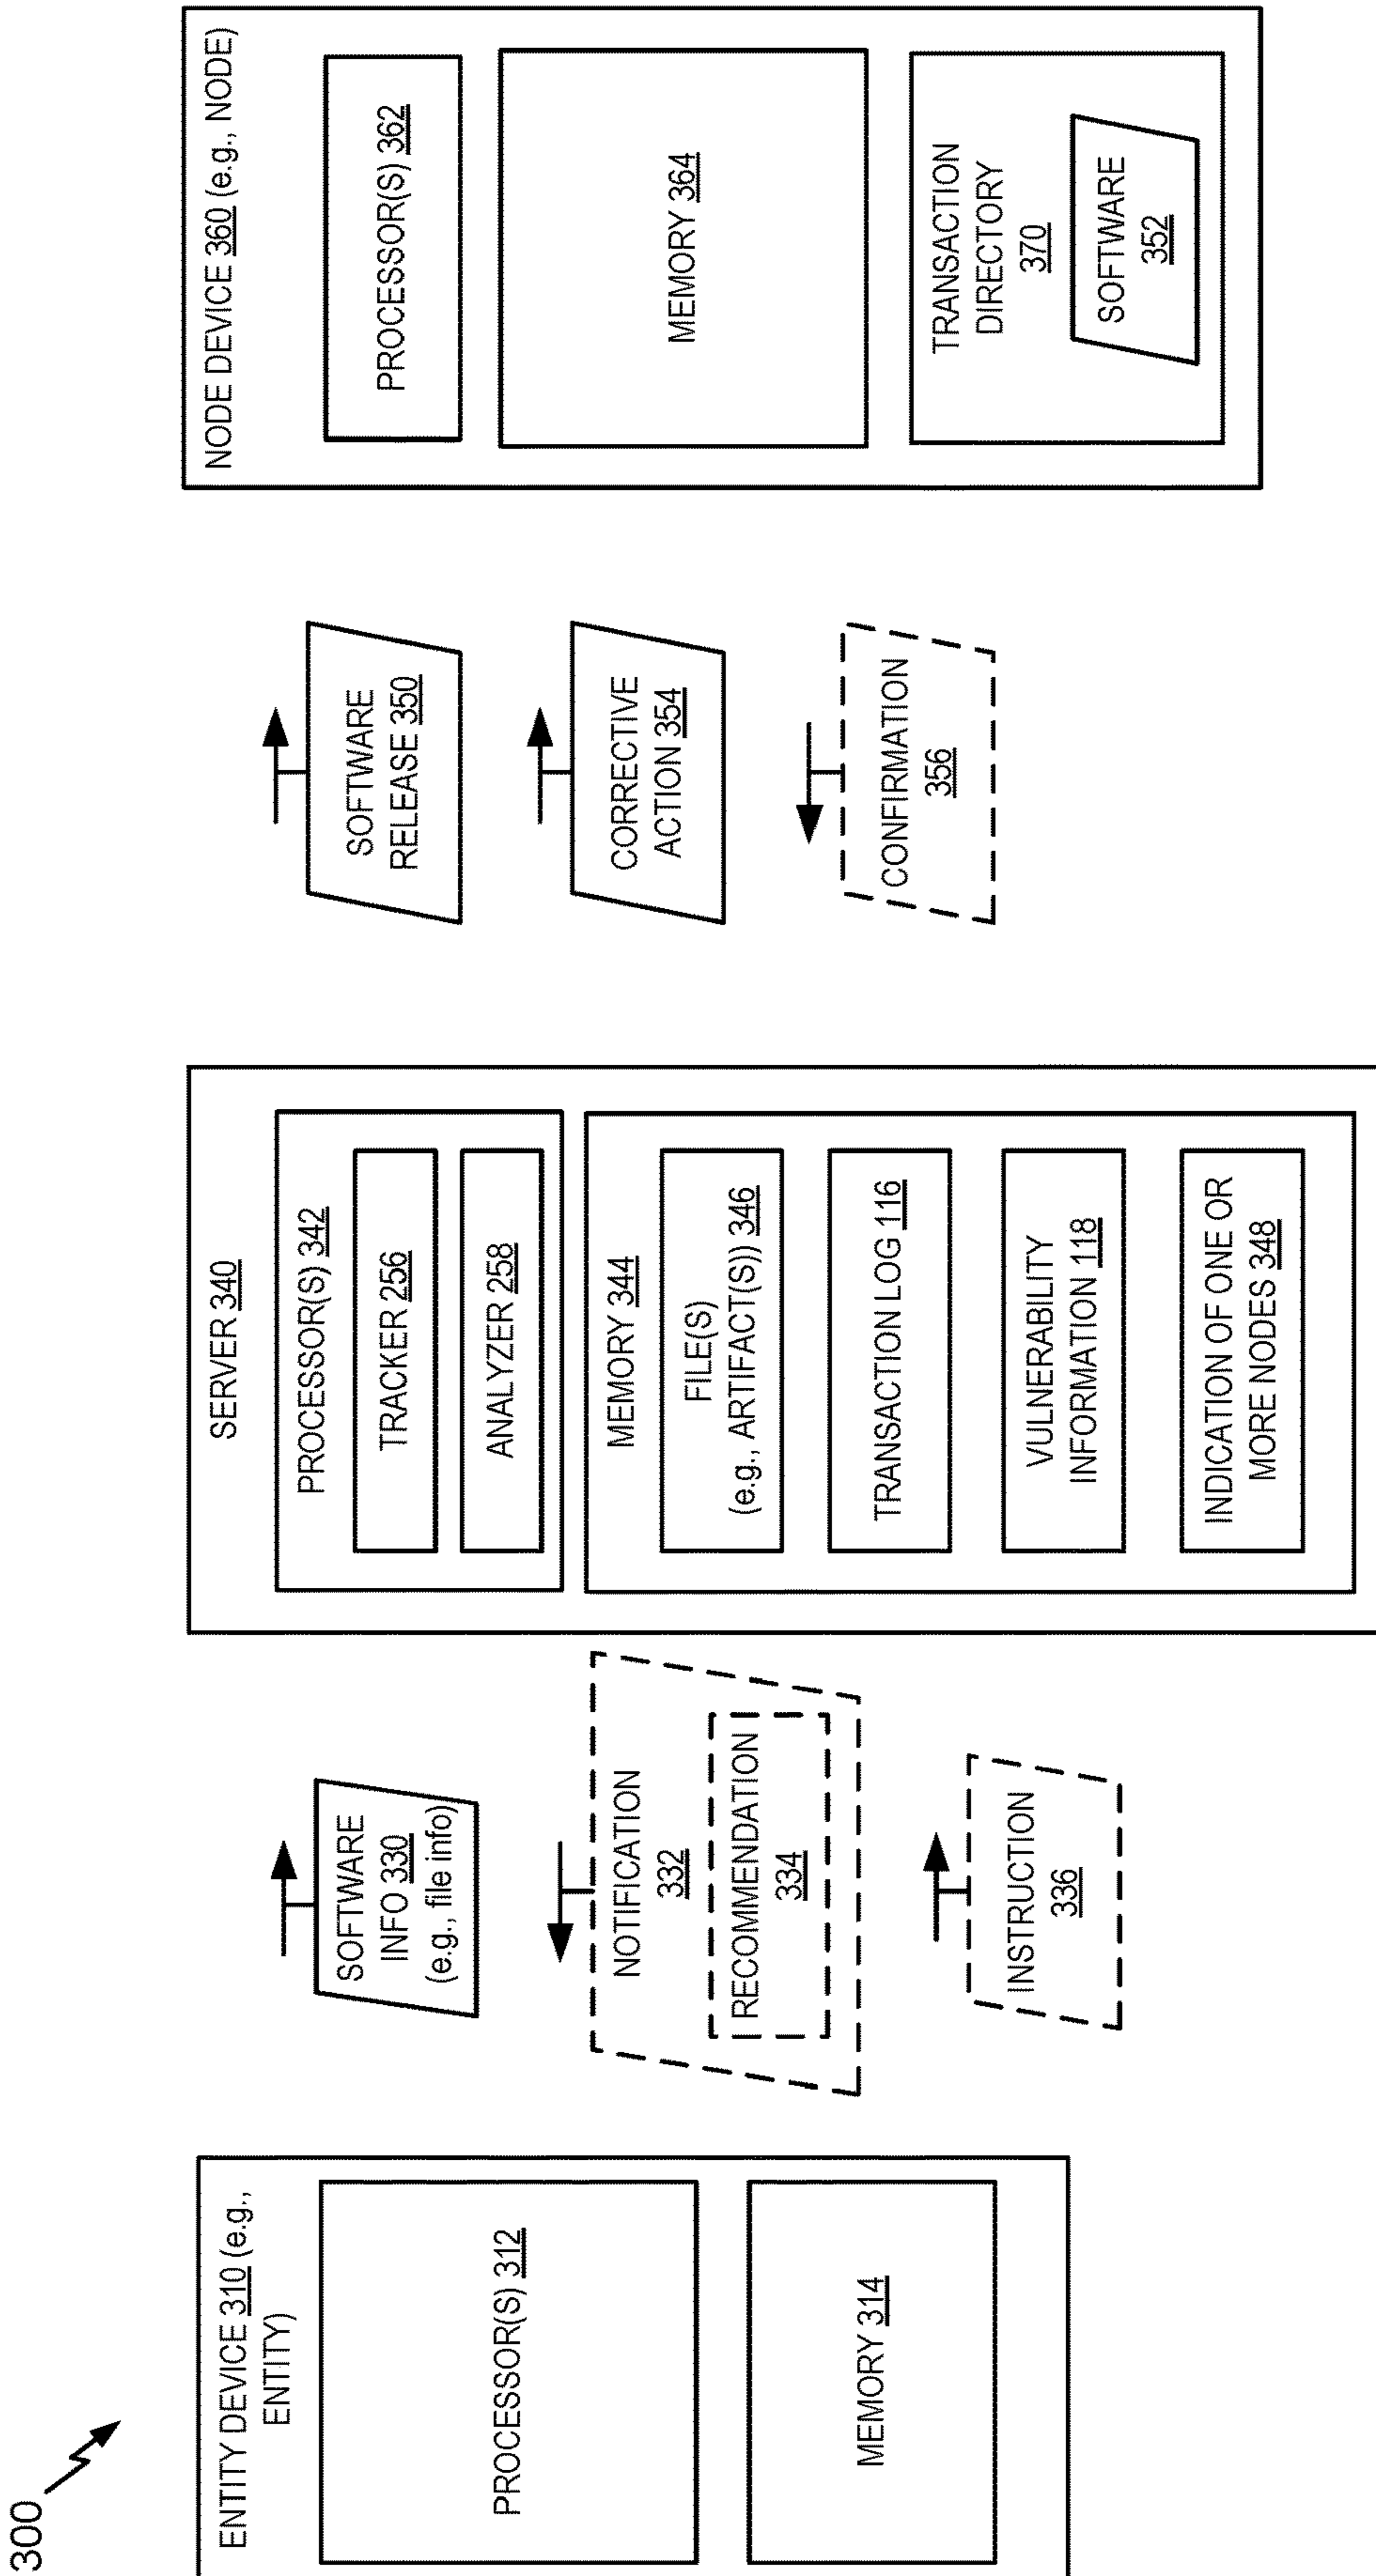 300
ENTITY DEVICE 310 (e.g.,
ENTITY)
PROCESSOR(S) 312
MEMORY 314
SOFTWARE
INFO 330
(e.g., file info)
NOTIFICATION
332
RECOMMENDATION
334
INSTRUCTION
336
SERVER 340
PROCESSOR(S) 342
TRACKER 256
ANALYZER 258
MEMORY 344
FILE(S)
(e.g., ARTIFACT(S)) 346
TRANSACTION LOG 116
VULNERABILITY
INFORMATION 118
INDICATION OF ONE OR
MORE NODES 348
SOFTWARE
RELEASE 350
CORRECTIVE
ACTION 354
CONFIRMATION
356
NODE DEVICE 360 (e.g., NODE)
PROCESSOR(S) 362
MEMORY 364
TRANSACTION
DIRECTORY
370
SOFTWARE
352